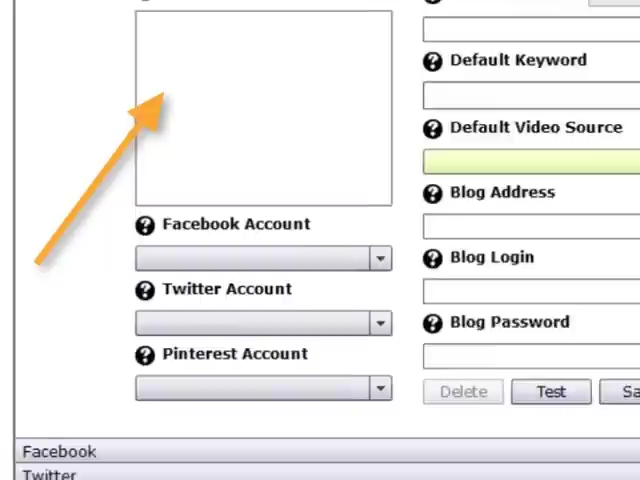 Default Keyword
Default Video Source
Facebook Account
Blog Address
Twitter Account
Blog Login
Pinterest Account
Blog Password
Delete
Test
Sa
Facebook
Twitter